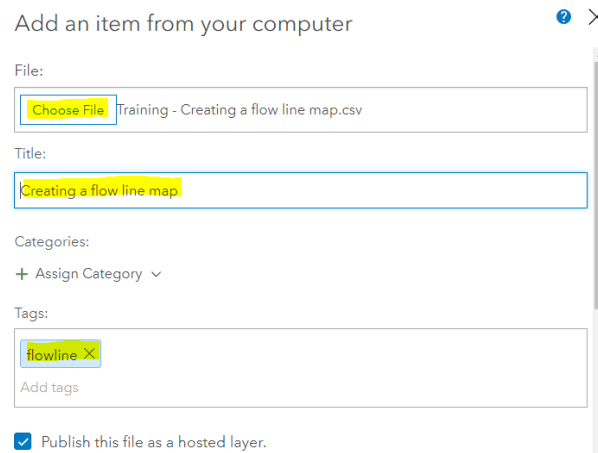 Add an item from your computer
?
File:
Choose File Training - Creating a flow line map.csv
Title:
Creating a flow line map
Categories:
+ Assign Category
Tags:
flowline
Add tags
Publish this file as a hosted layer.